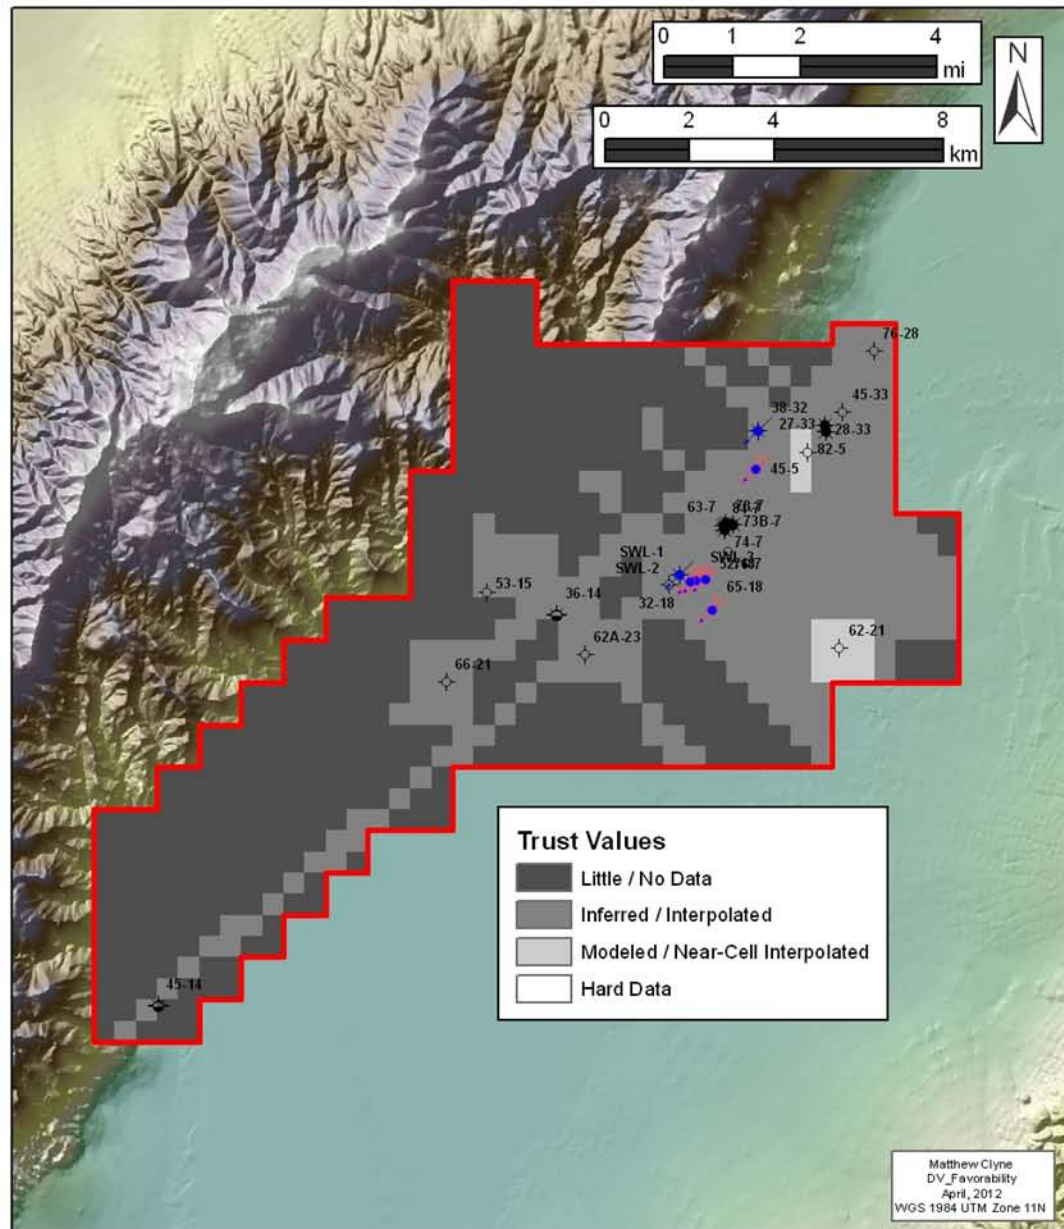 0 1 2 4
mi
N
0 2 4 8
km
76-28
45-33
38-32
27-33
28-33
82-5
45-5
63-7
73B-7
74-7
SWL-1
SWL-3
SWL-2
65-18
53-15
36-14
32-18
62A-23
62-21
66-21
45-14
Trust Values
Little / No Data
Inferred / Interpolated
Modeled / Near-Cell Interpolated
Hard Data
Matthew Clyne
DV_Favorability
April, 2012
WGS 1984 UTM Zone 11N